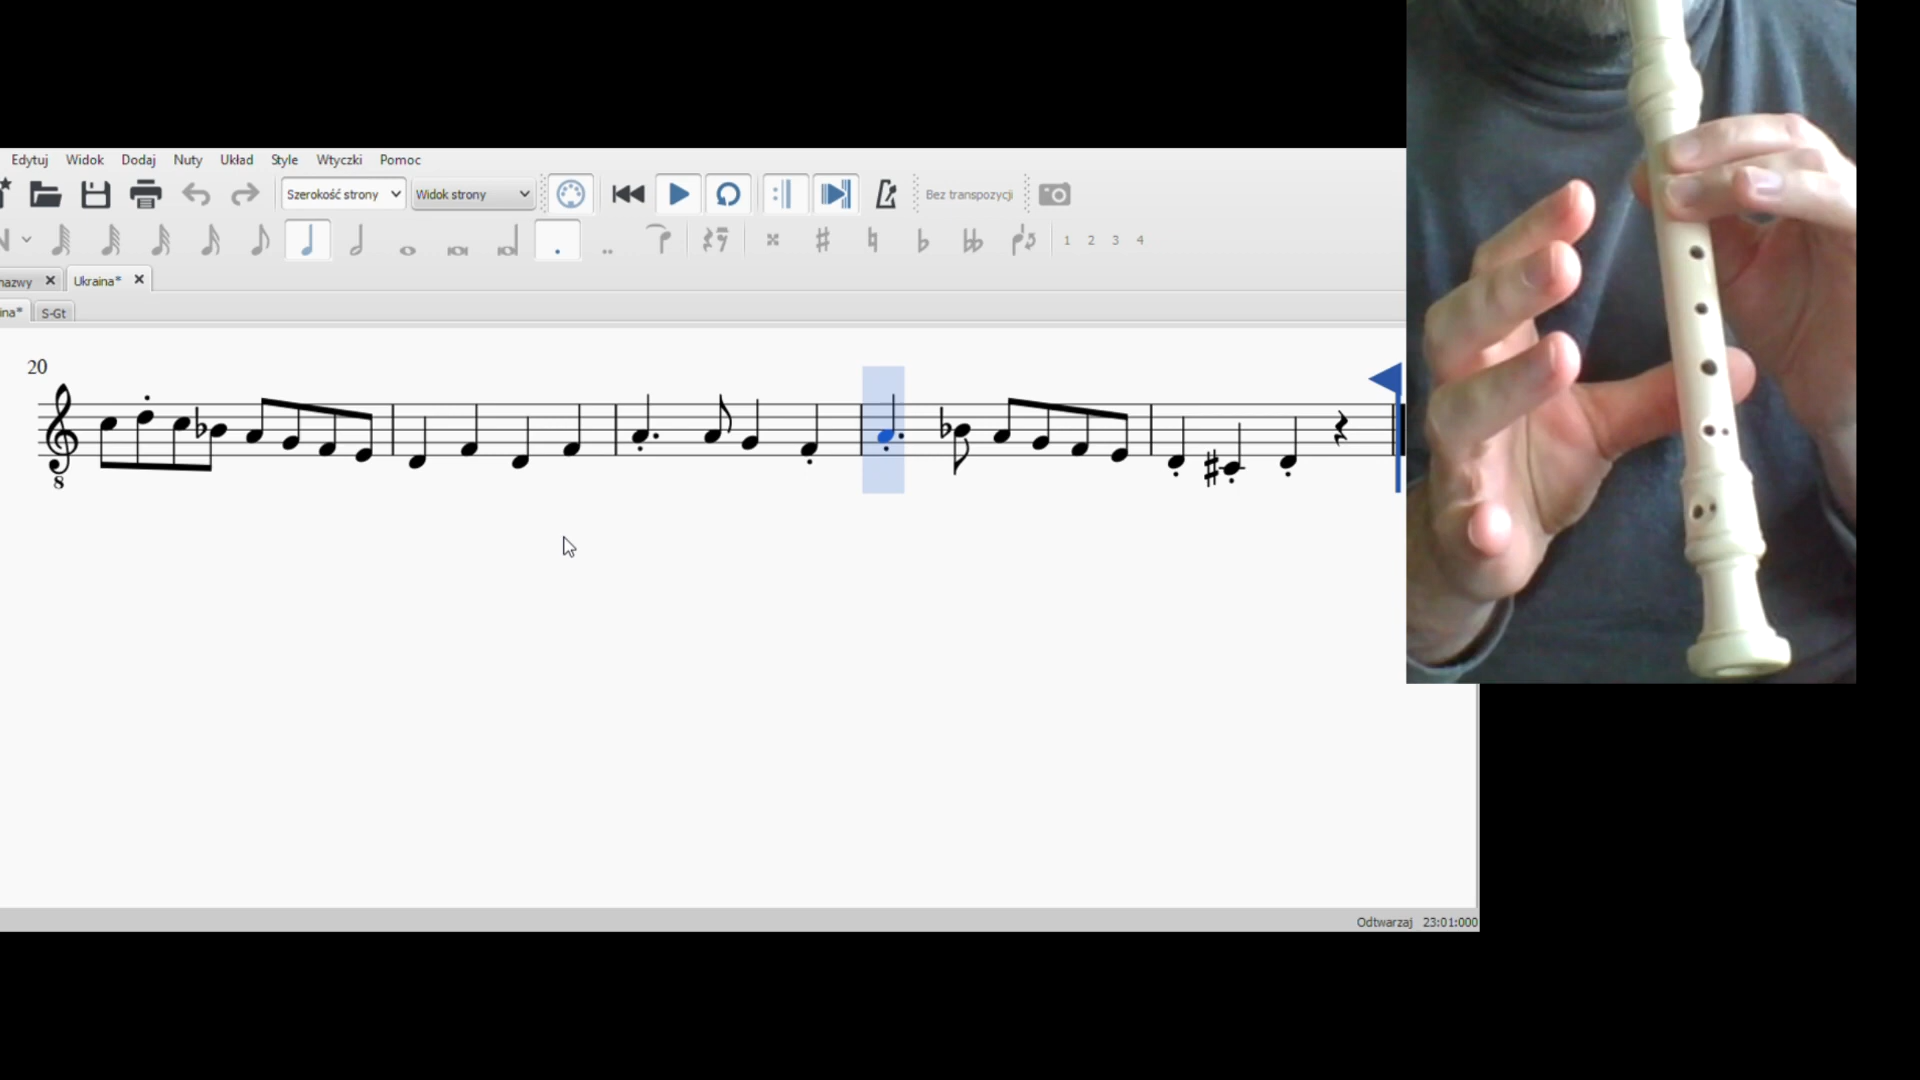 Edytuj Widok Dodaj Nuty Układ Style Wtyczki Pomoc
Szerokość strony Widok strony Bez transpozycji
1 2 3 4
nazwy Ukraina*
ina* S-Gt
20
8
Odtwarzaj 23:01:000